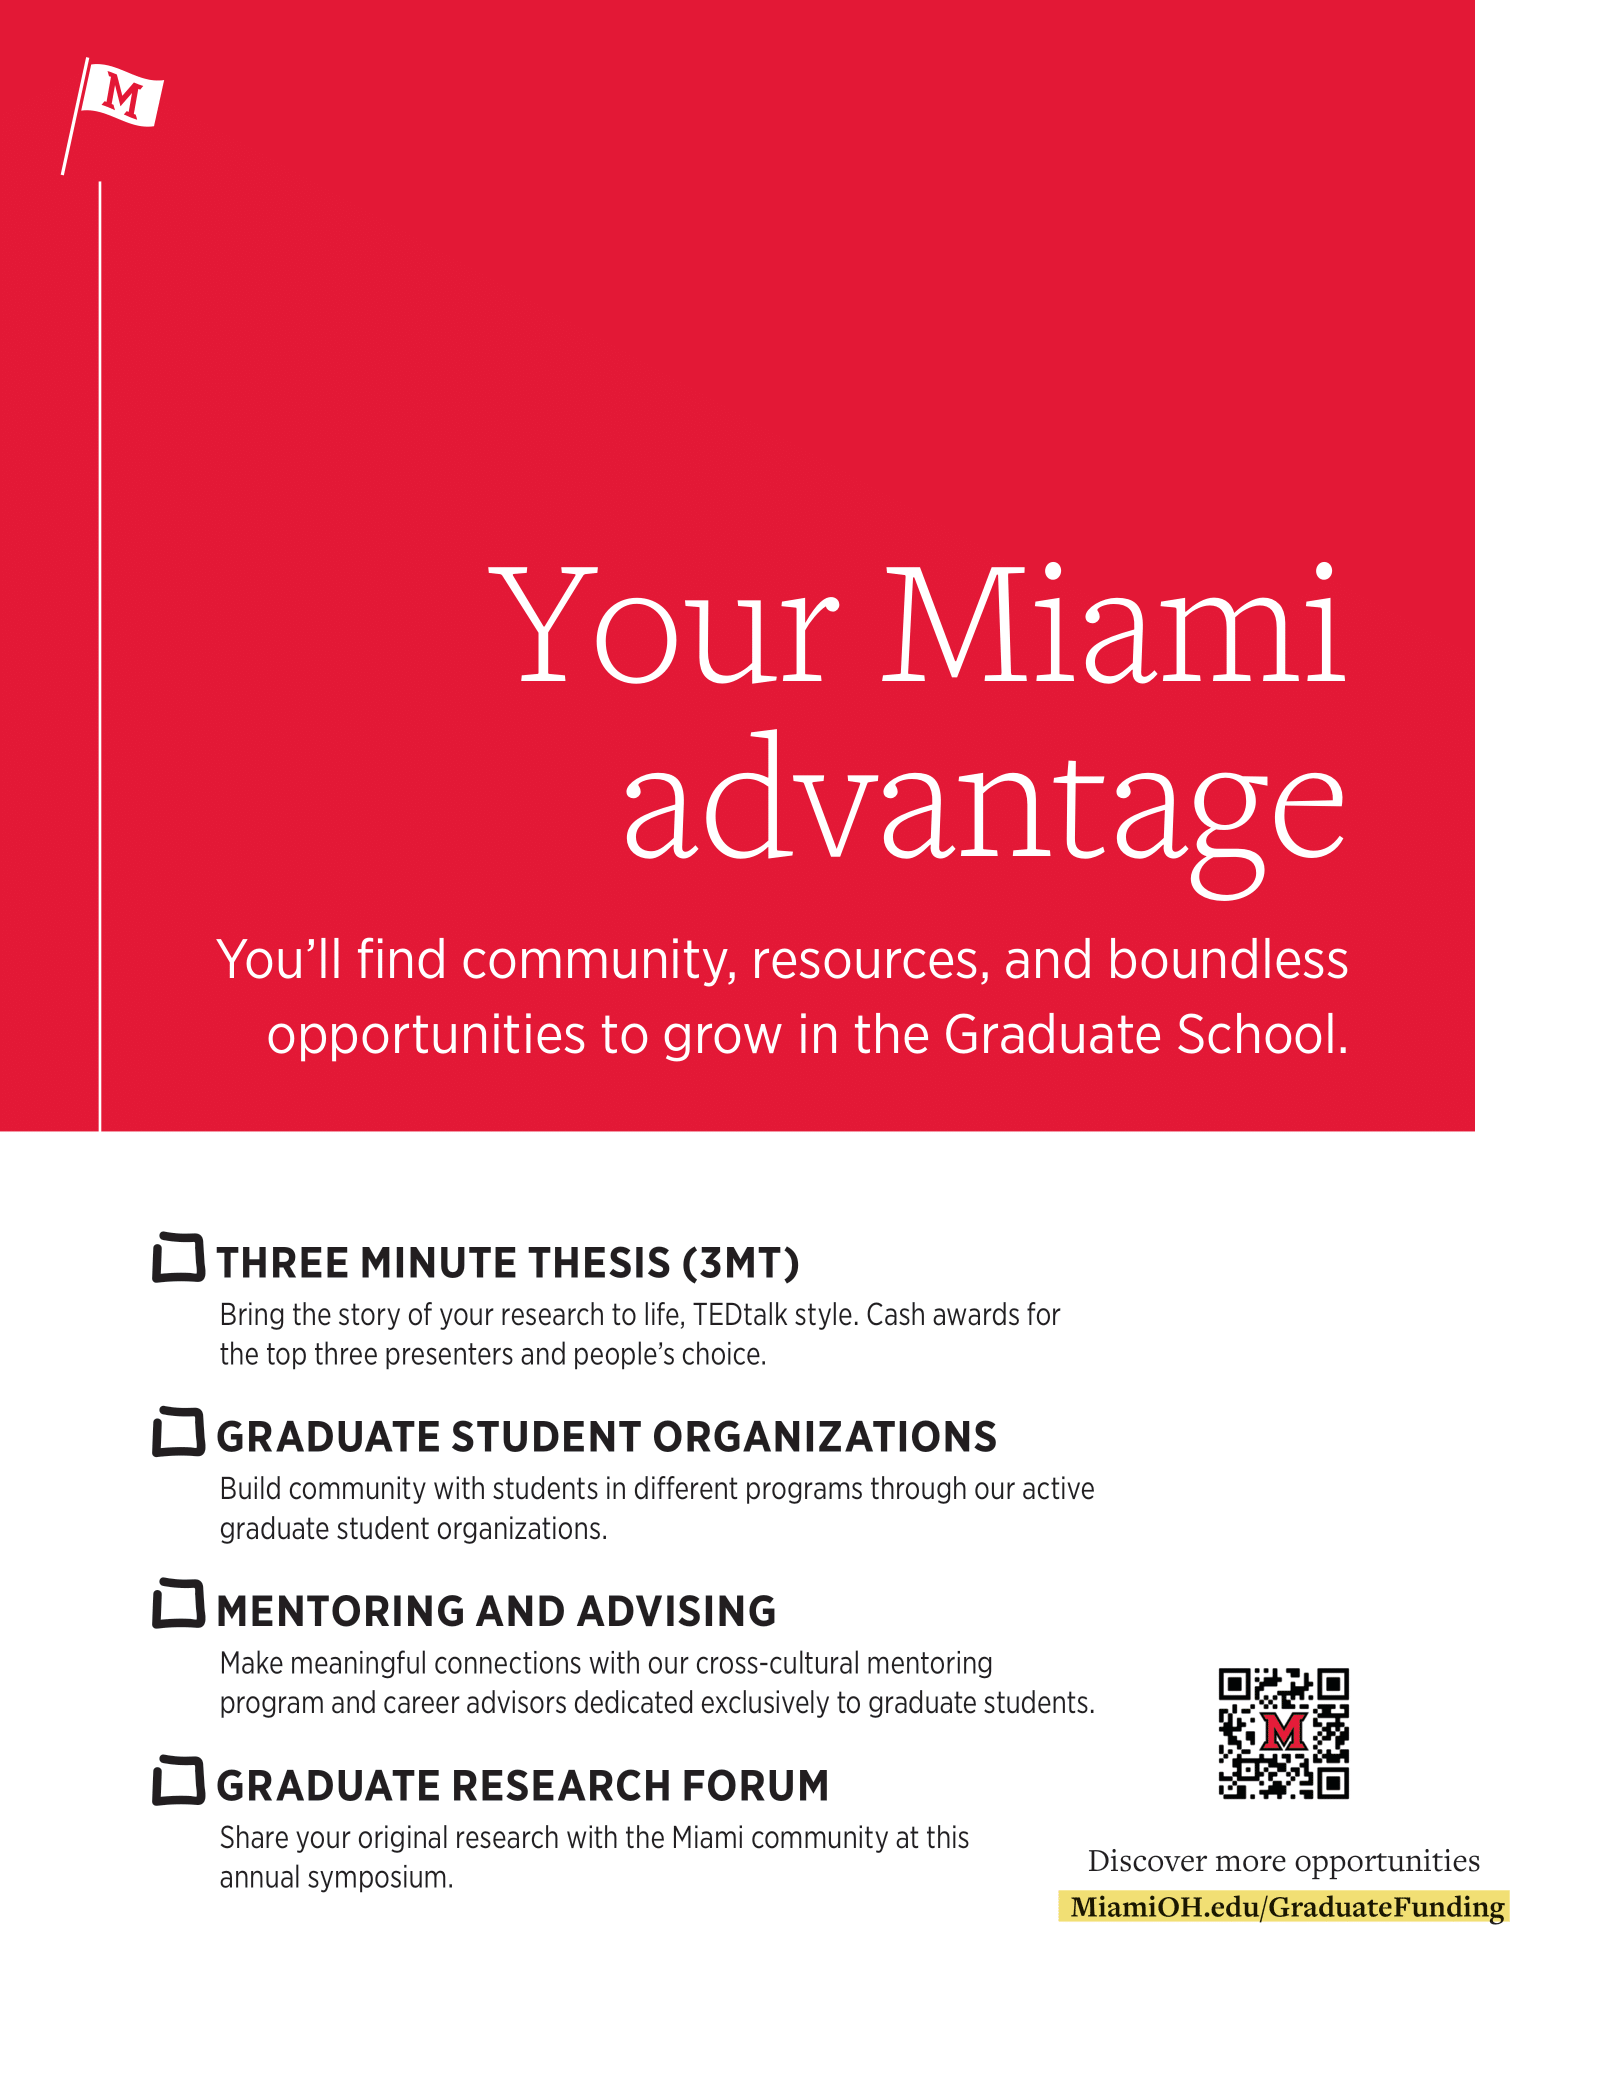 M
Your Miami
advantage
You’ll find community, resources, and boundless
opportunities to grow in the Graduate School.
THREE MINUTE THESIS (3MT)
Bring the story of your research to life, TEDtalk style. Cash awards for
the top three presenters and people’s choice.
GRADUATE STUDENT ORGANIZATIONS
Build community with students in different programs through our active
graduate student organizations.
MENTORING AND ADVISING
Make meaningful connections with our cross-cultural mentoring
program and career advisors dedicated exclusively to graduate students.
GRADUATE RESEARCH FORUM
Share your original research with the Miami community at this
annual symposium.
M
Discover more opportunities
MiamiOH.edu/GraduateFunding